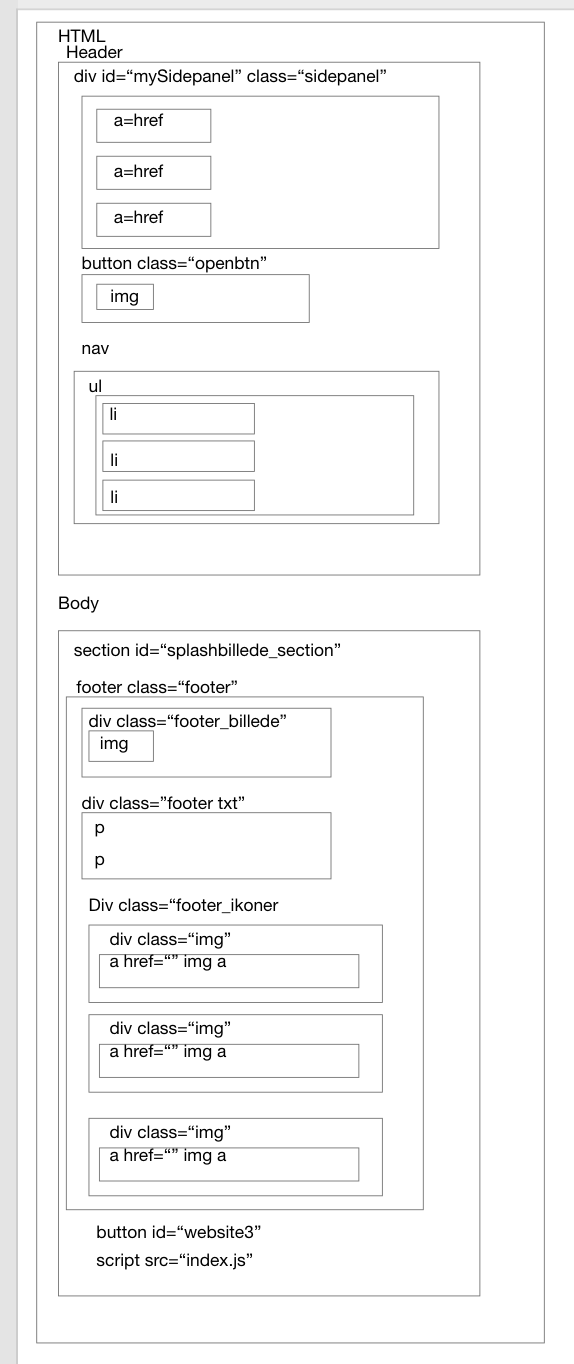 HTML
Header
div id=“mySidepanel” class=“sidepanel”
a=href
a=href
a=href
button class=“openbtn”
img
nav
ul
li
li
li
Body
section id=“splashbillede_section”
footer class=“footer”
div class=“footer_billede”
img
div class=”footer txt”
p
p
Div class=“footer_ikoner
div class=“img”
a href=“” img a
div class=“img”
a href=“” img a
div class=“img”
a href=“” img a
button id=“website3”
script src=“index.js”